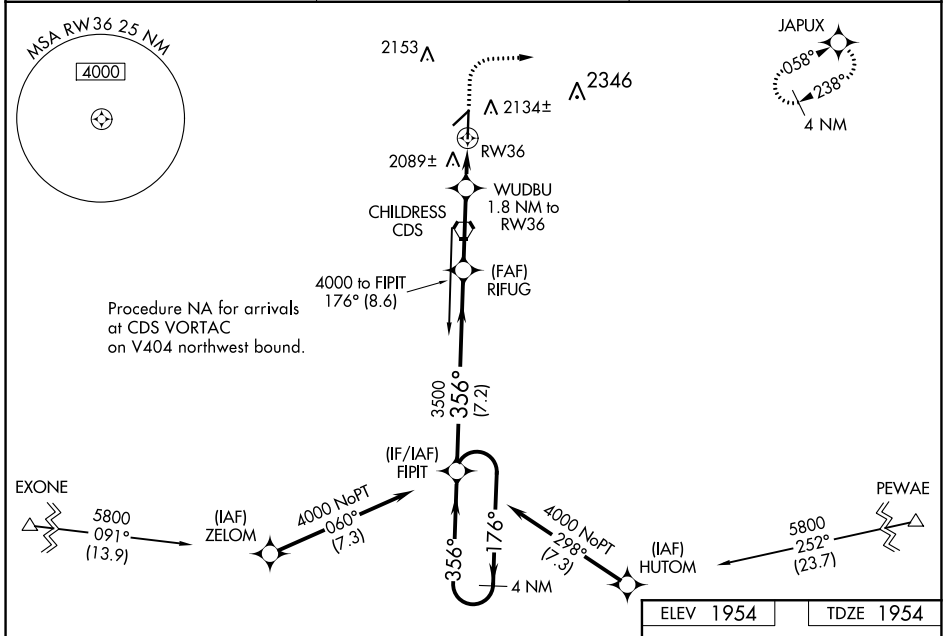 MSA RW36 25 NM
4000
2153
2346
2134±
RW36
2089±
WUDBU
1.8 NM to
RW36
JAPUX
058°
238°
4 NM
CHILDRESS
CDS
(FAF)
RIFUG
4000 to FIPIT
176° (8.6)
Procedure NA for arrivals
at CDS VORTAC
on V404 northwest bound.
3500
356°
(7.2)
(IF/IAF)
FIPIT
EXONE
5800
091°
(13.9)
(IAF)
ZELOM
4000 NoPT
060°
(7.3)
356°
176°
4 NM
4000 NoPT
298°
(7.3)
(IAF)
HUTOM
PEWAE
5800
252°
(23.7)
ELEV 1954
TDZE 1954